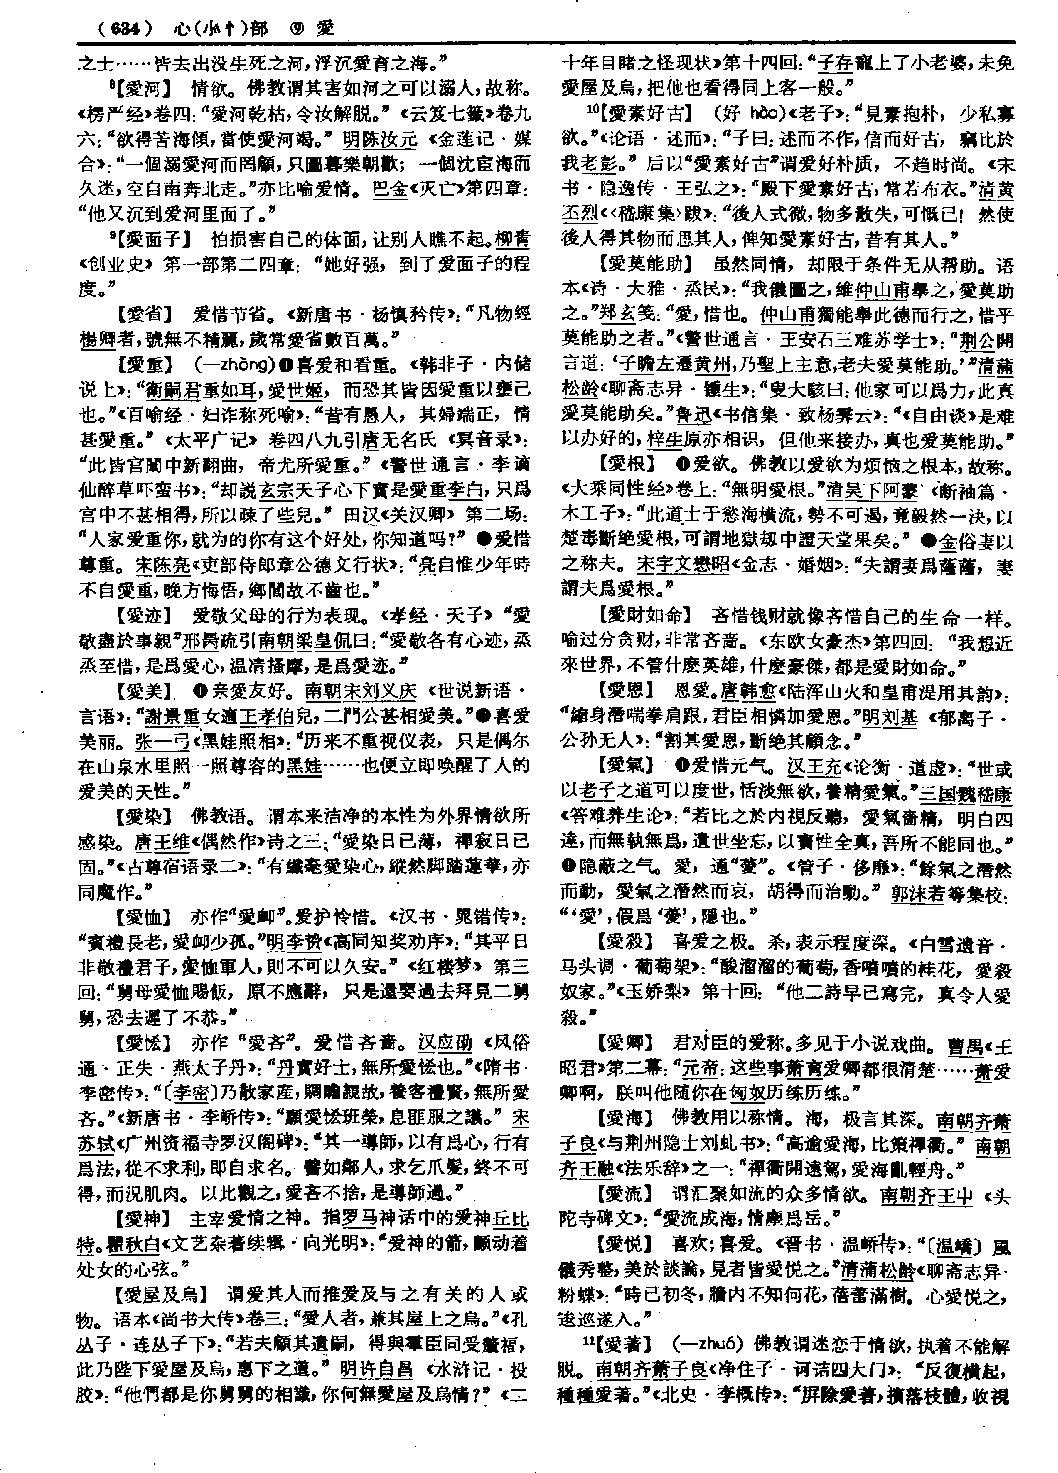 (634) 心(小忄)部 ⑨ 愛
之士……皆去出没生死之河,浮沉愛育之海。”
⁸【愛河】 情欲。佛教谓其害如河之可以溺人,故称。
《楞严经》卷四:“愛河乾枯,令汝解脱。”《云笈七籤》卷九
六:“欲得苦海傾,當使愛河竭。”明陈汝元《金莲记·媒
合》:“一個溺愛河而罔顧,只圖暮樂朝歡; 一個沈宦海而
久迷,空自南奔北走。”亦比喻爱情。巴金《灭亡》第四章:
“他又沉到爱河里面了。”
⁹【愛面子】 怕损害自己的体面,让别人瞧不起。柳青
《创业史》第一部第二四章: “她好强, 到了爱面子的程
度。”
【愛省】 爱惜节省。《新唐书·杨慎矜传》:“凡物經
楊卿者,號無不精麗,歲常愛省數百萬。”
【愛重】 (—zhòng)❶喜爱和看重。《韩非子·内储
说上》:“衛嗣君重如耳,愛世姬, 而恐其皆因愛重以壅己
也。”《百喻经·妇诈称死喻》:“昔有愚人, 其婦端正, 情
甚愛重。”《太平广记》卷四八九引唐无名氏《冥音录》:
“此皆宫闈中新翻曲, 帝尤所愛重。”《警世通言·李谪
仙醉草吓蛮书》:“却説玄宗天子心下實是愛重李白,只爲
宫中不甚相得,所以疎了些兒。” 田汉《关汉卿》第二场:
“人家爱重你,就为的你有这个好处,你知道吗?” ❷爱惜
尊重。宋陈亮《吏部侍郎章公德文行状》:“亮自惟少年時
不自愛重,晚方悔悟,鄉閭故不齒也。”
【愛迹】 爱敬父母的行为表现。《孝经·天子》“愛
敬盡於事親”邢昺疏引南朝梁皇侃曰:“愛敬各有心迹,烝
烝至惜,是爲愛心,温凊搔摩,是爲愛迹。”
【愛美】 ❶亲愛友好。南朝宋刘义庆《世说新语·
言语》:“謝景重女適王孝伯兒,二門公甚相愛美。”❷喜爱
美丽。张一弓《黑娃照相》:“历来不重视仪表, 只是偶尔
在山泉水里照一照尊容的黑娃……也便立即唤醒了人的
爱美的天性。”
【愛染】 佛教语。谓本来洁净的本性为外界情欲所
感染。唐王维《偶然作》诗之三:“愛染日已薄, 禪寂日已
固。”《古尊宿语录二》:“有纖毫愛染心,縱然脚踏蓮華,亦
同魔作。”
【愛恤】 亦作“愛卹”。爱护怜惜。《汉书·晁错传》:
“賓禮長老,愛卹少孤。”明李贽《高同知奖劝序》:“其平日
非敬禮君子,愛恤軍人,則不可以久安。”《红楼梦》第三
回:“舅母愛恤賜飯, 原不應辭, 只是還要過去拜見二舅
舅,恐去遲了不恭。”
【愛恡】 亦作“愛吝”。爱惜吝啬。汉应劭《风俗
通·正失·燕太子丹》:“丹實好士,無所愛恡也。”《隋书·
李密传》:“〔李密〕乃散家産,賙贍親故,養客禮賢,無所愛
吝。”《新唐书·李峤传》:“願愛恡班榮,息匪服之議。”宋
苏轼《广州资福寺罗汉阁碑》:“其一導師,以有爲心,行有
爲法,從不求利,即自求名。譬如鄰人,求乞爪髮,終不可
得,而況肌肉。以此觀之,愛吝不捨,是導師過。”
【愛神】 主宰爱情之神。指罗马神话中的爱神丘比
特。瞿秋白《文艺杂著续辑·向光明》:“爱神的箭,颤动着
处女的心弦。”
【愛屋及烏】 谓爱其人而推爱及与之有关的人或
物。语本《尚书大传》卷三:“愛人者,兼其屋上之烏。”《孔
丛子·连丛子下》:“若夫顧其遺嗣, 得與羣臣同受釐福,
此乃陛下愛屋及烏,惠下之道。”明许自昌《水浒记·投
胶》:“他們都是你舅舅的相識,你何無愛屋及烏情?”《二
十年目睹之怪现状》第十四回:“子存寵上了小老婆,未免
愛屋及烏,把他也看得同上客一般。”
¹⁰【愛素好古】 (好 hào)《老子》:“見素抱朴, 少私寡
欲。”《论语·述而》:“子曰:述而不作,信而好古, 竊比於
我老彭。”后以“愛素好古”谓爱好朴质, 不趋时尚。《宋
书·隐逸传·王弘之》:“殿下愛素好古,常若布衣。”清黄
丕烈《〈嵇康集〉跋》:“後人式微,物多散失,可慨已! 然使
後人得其物而思其人,俾知愛素好古,昔有其人。”
【愛莫能助】 虽然同情, 却限于条件无从帮助。语
本《诗·大雅·烝民》:“我儀圖之,維仲山甫舉之,愛莫助
之。”郑玄笺:“愛,惜也。仲山甫獨能舉此德而行之,惜乎
莫能助之者。”《警世通言·王安石三难苏学士》:“荆公開
言道:‘子瞻左遷黄州,乃聖上主意,老夫愛莫能助。’”清蒲
松龄《聊斋志异·锺生》:“叟大駭曰:他家可以爲力,此真
愛莫能助矣。”鲁迅《书信集·致杨霁云》:“《自由谈》是难
以办好的,梓生原亦相识, 但他来接办,真也爱莫能助。”
【愛根】 ❶爱欲。佛教以爱欲为烦恼之根本,故称。
《大乘同性经》卷上:“無明愛根。”清吴下阿蒙《断袖篇·
木工子》:“此道士于慾海横流,勢不可遏,竟毅然一决,以
楚毒斷絶愛根,可謂地獄却中證天堂果矣。” ❷金俗妻以
之称夫。宋宇文懋昭《金志·婚姻》:“夫謂妻爲薩薩, 妻
謂夫爲愛根。”
【愛財如命】 吝惜钱财就像吝惜自己的生命一样。
喻过分贪财,非常吝啬。《东欧女豪杰》第四回: “我想近
來世界,不管什麽英雄,什麽豪傑,都是愛財如命。”
【愛恩】 恩愛。唐韩愈《陆浑山火和皇甫湜用其韵》:
“縮身潛喘拳肩跟,君臣相憐加愛恩。”明刘基《郁离子·
公孙无人》:“割其愛恩,斷絶其顧念。”
【愛氣】 ❶爱惜元气。汉王充《论衡·道虚》:“世或
以老子之道可以度世,恬淡無欲,養精愛氣。”三国魏嵇康
《答难养生论》:“若比之於内視反聽, 愛氣嗇精, 明白四
達,而無執無爲,遺世坐忘,以寶性全真,吾所不能同也。”
❷隐蔽之气。愛, 通“薆”。《管子·侈靡》:“餘氣之潛然
而動, 愛氣之潛然而哀, 胡得而治動。” 郭沫若等集校:
“‘愛’,假爲‘薆’,隱也。”
【愛殺】 喜爱之极。杀,表示程度深。《白雪遗音·
马头调·葡萄架》:“酸溜溜的葡萄,香噴噴的桂花, 愛殺
奴家。”《玉娇梨》第十回: “他二詩早已寫完, 真令人愛
殺。”
【愛卿】 君对臣的爱称。多见于小说戏曲。曹禺《王
昭君》第二幕:“元帝:这些事萧育爱卿都很清楚……萧爱
卿啊, 朕叫他随你在匈奴历练历练。”
【愛海】 佛教用以称情。海, 极言其深。南朝齐萧
子良《与荆州隐士刘虬书》:“高逾愛海,比策禪衢。” 南朝
齐王融《法乐辞》之一:“禪衢開遠駕,愛海亂輕舟。”
【愛流】 谓汇聚如流的众多情欲。南朝齐王屮《头
陀寺碑文》:“愛流成海,情塵爲岳。”
【愛悦】 喜欢;喜爱。《晋书·温峤传》:“〔温嶠〕 風
儀秀整,美於談論,見者皆愛悦之。”清蒲松龄《聊斋志异·
粉蝶》:“時已初冬,牆内不知何花,蓓蕾滿樹。心愛悦之,
逡巡遂入。”
¹¹【愛著】 (—zhuó) 佛教谓迷恋于情欲,执着不能解
脱。南朝齐萧子良《净住子·诃诘四大门》: “反復横起,
種種愛著。”《北史·李概传》:“屏除愛著,擯落枝體,收視